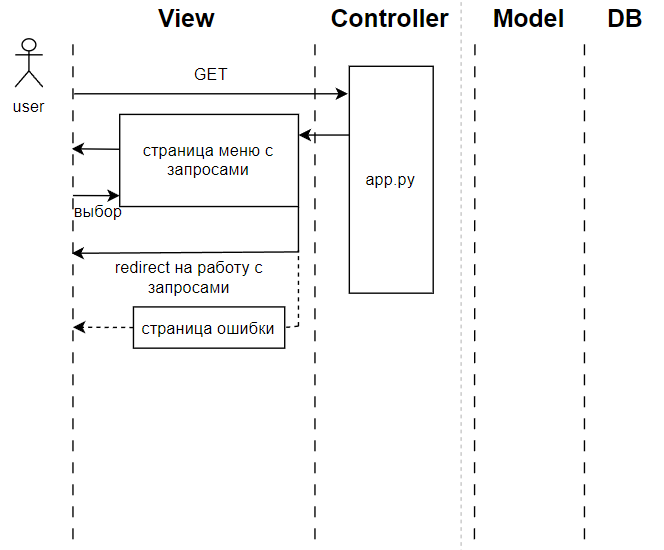 View
Controller
Model
DB
GET
user
страница меню с
запросами
app.py
выбор
redirect на работу с
запросами
страница ошибки